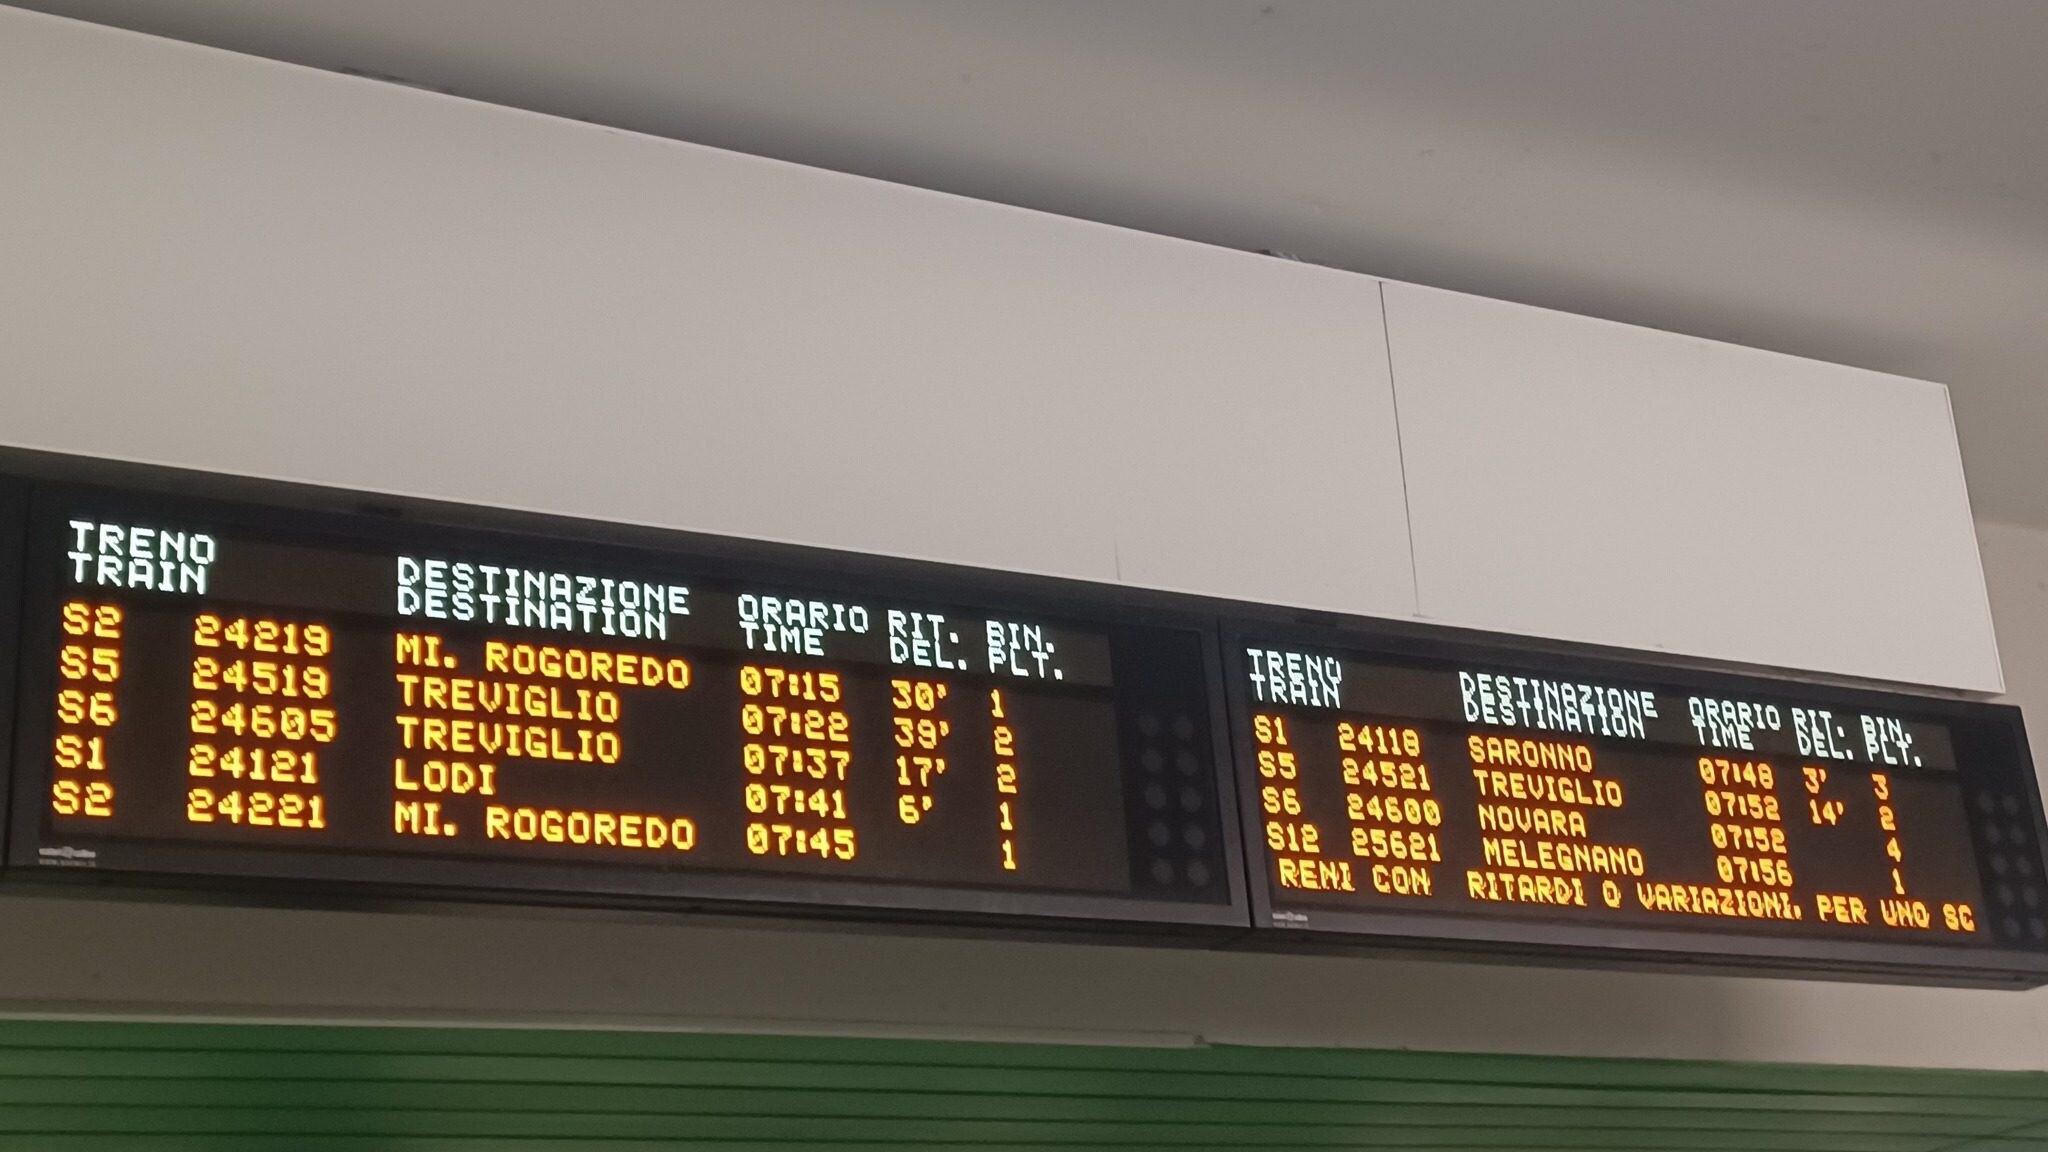 TRENO DESTINAZIONE ORARIO RIT. BIN.
TRAIN DESTINATION TIME DEL. PLT.
S2 24219 MI. ROGOREDO 07:15 30' 1
S5 24519 TREVIGLIO 07:22 39' 2
S6 24605 TREVIGLIO 07:37 17' 2
S1 24121 LODI 07:41 6' 1
S2 24221 MI. ROGOREDO 07:45 1
TRENO DESTINAZIONE ORARIO RIT. BIN.
TRAIN DESTINATION TIME DEL. PLT.
S1 24118 SARONNO 07:48 3' 3
S5 24521 TREVIGLIO 07:52 14' 2
S6 24600 NOVARA 07:52 4
S12 25621 MELEGNANO 07:56 1
RENI CON RITARDI O VARIAZIONI. PER UNO SC